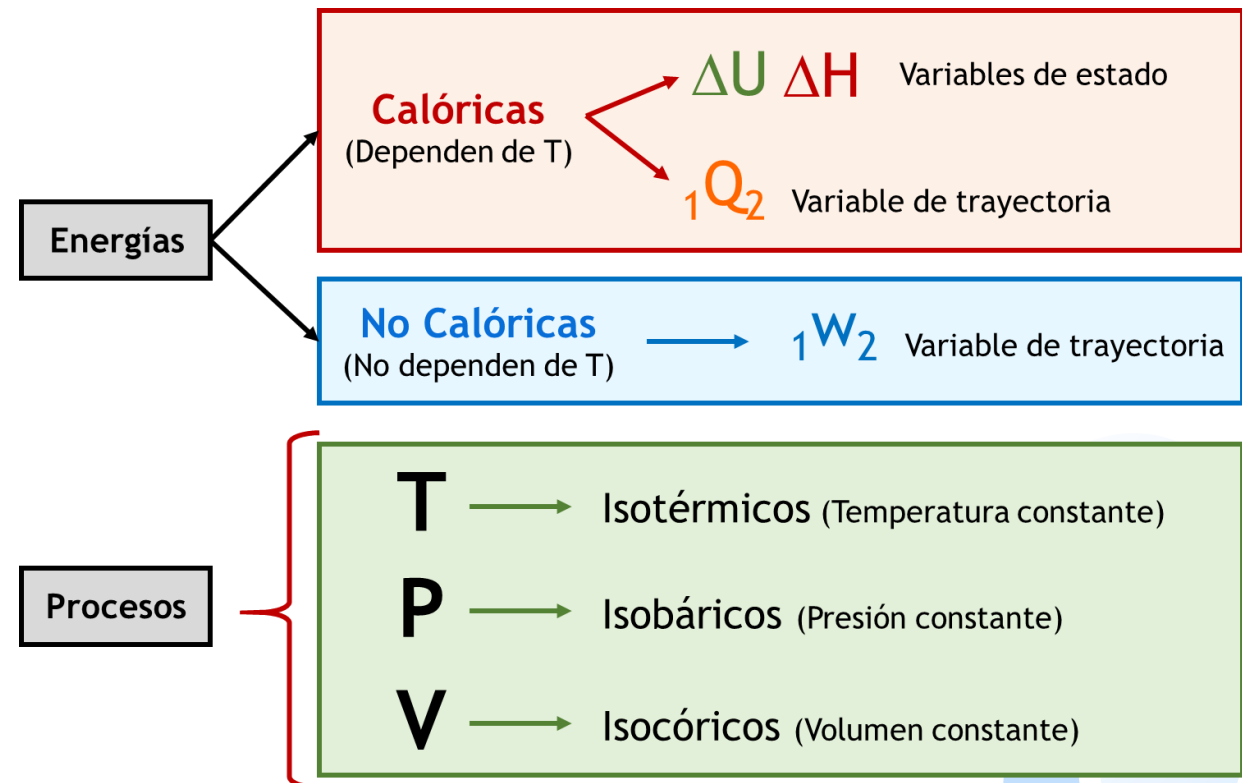 Energías
Calóricas
(Dependen de T)
ΔU ΔH Variables de estado
₁Q₂ Variable de trayectoria
No Calóricas
(No dependen de T)
₁W₂ Variable de trayectoria
Procesos
T Isotérmicos (Temperatura constante)
P Isobáricos (Presión constante)
V Isocóricos (Volumen constante)